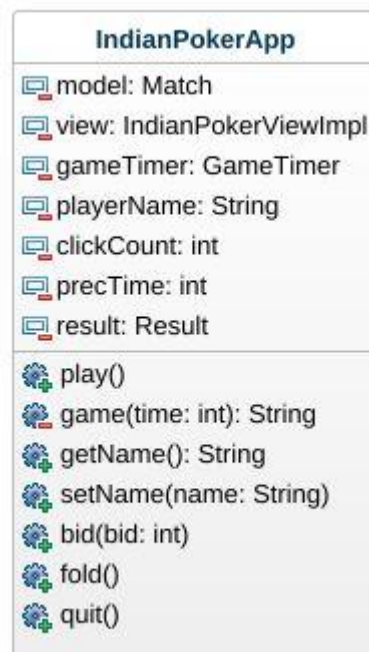 IndianPokerApp
model: Match
view: IndianPokerViewImpl
gameTimer: GameTimer
playerName: String
clickCount: int
precTime: int
result: Result
play()
game(time: int): String
getName(): String
setName(name: String)
bid(bid: int)
fold()
quit()